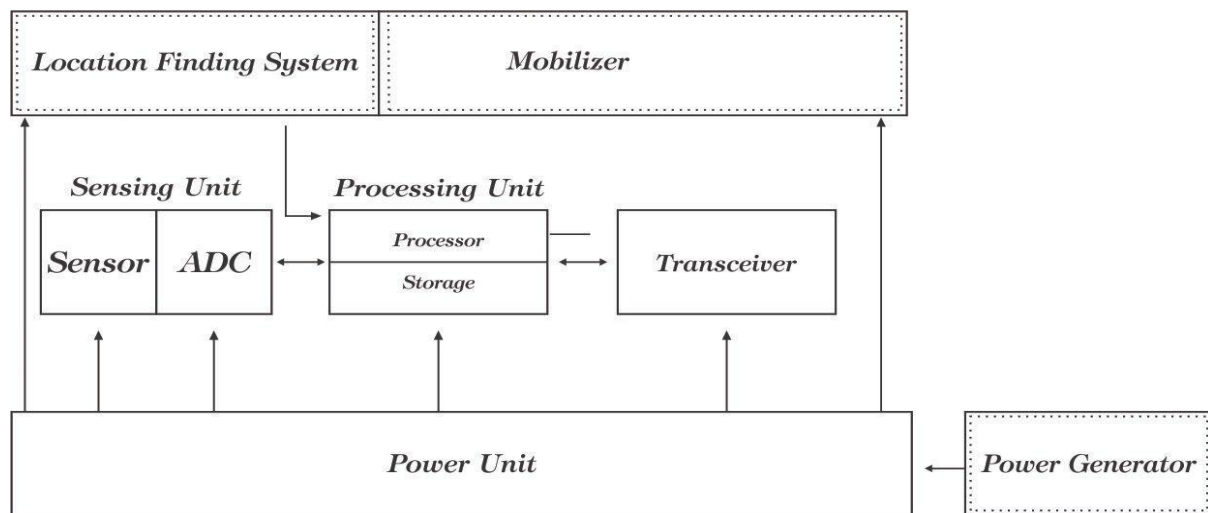 Location Finding System
Mobilizer
Sensing Unit
Processing Unit
Sensor
ADC
Processor
Storage
Transceiver
Power Unit
Power Generator